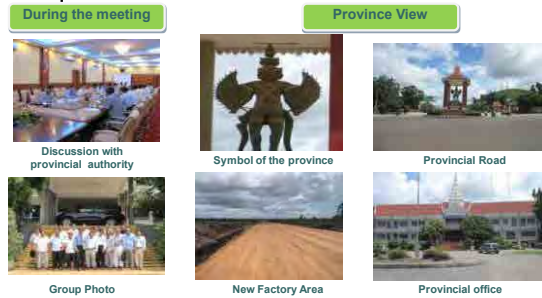 During the meeting
Province View
Discussion with
provincial authority
Symbol of the province
Provincial Road
Group Photo
New Factory Area
Provincial office